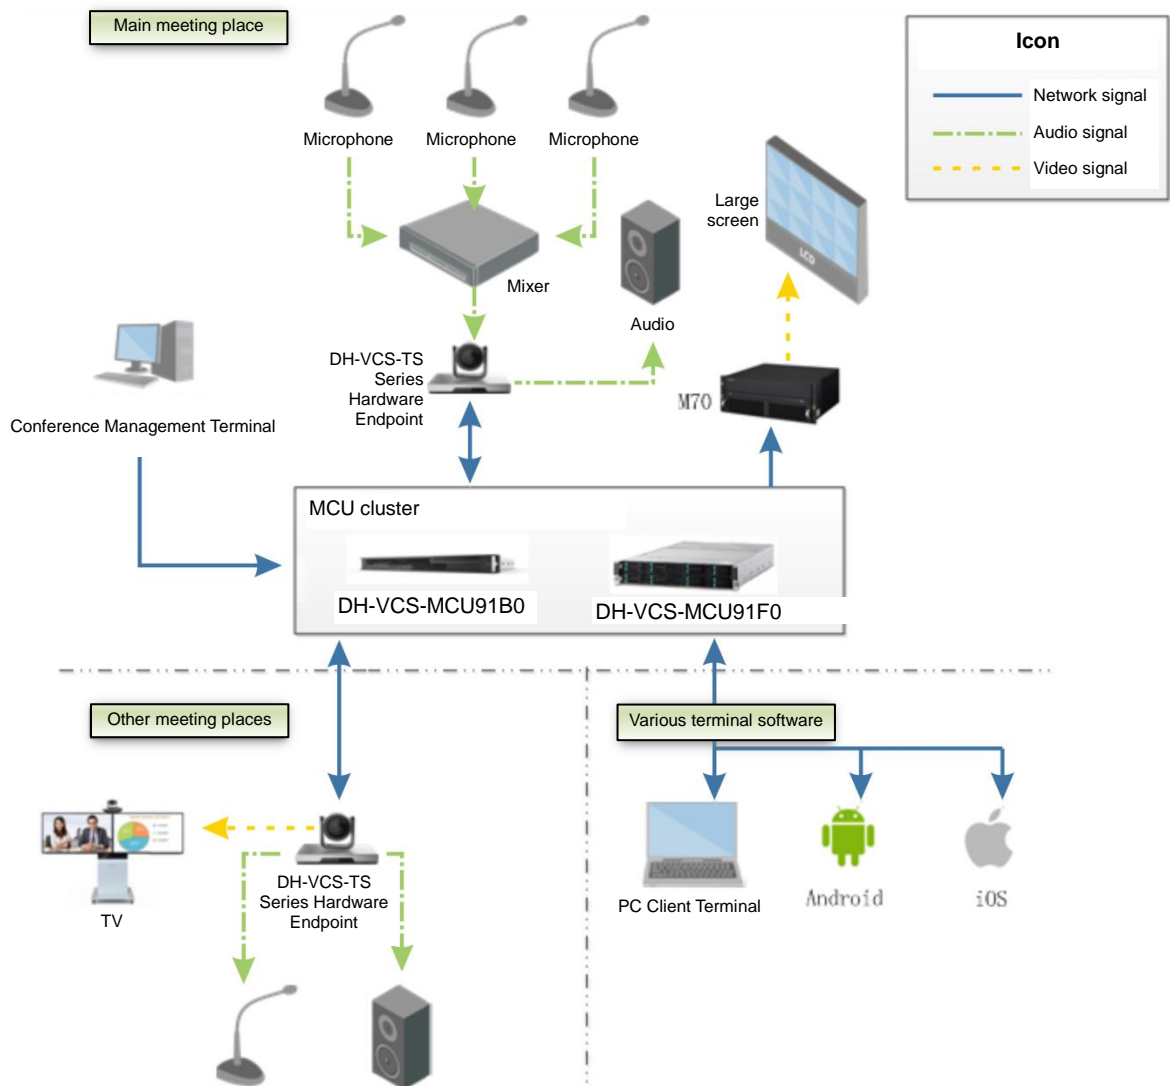 Main meeting place
Icon
Network signal
Audio signal
Video signal
Microphone
Microphone
Microphone
Large
screen
LCD
Mixer
Audio
DH-VCS-TS
Series
Hardware
Endpoint
M70
Conference Management Terminal
MCU cluster
DH-VCS-MCU91B0
DH-VCS-MCU91F0
Other meeting places
Various terminal software
TV
DH-VCS-TS
Series Hardware
Endpoint
PC Client Terminal
Android
iOS